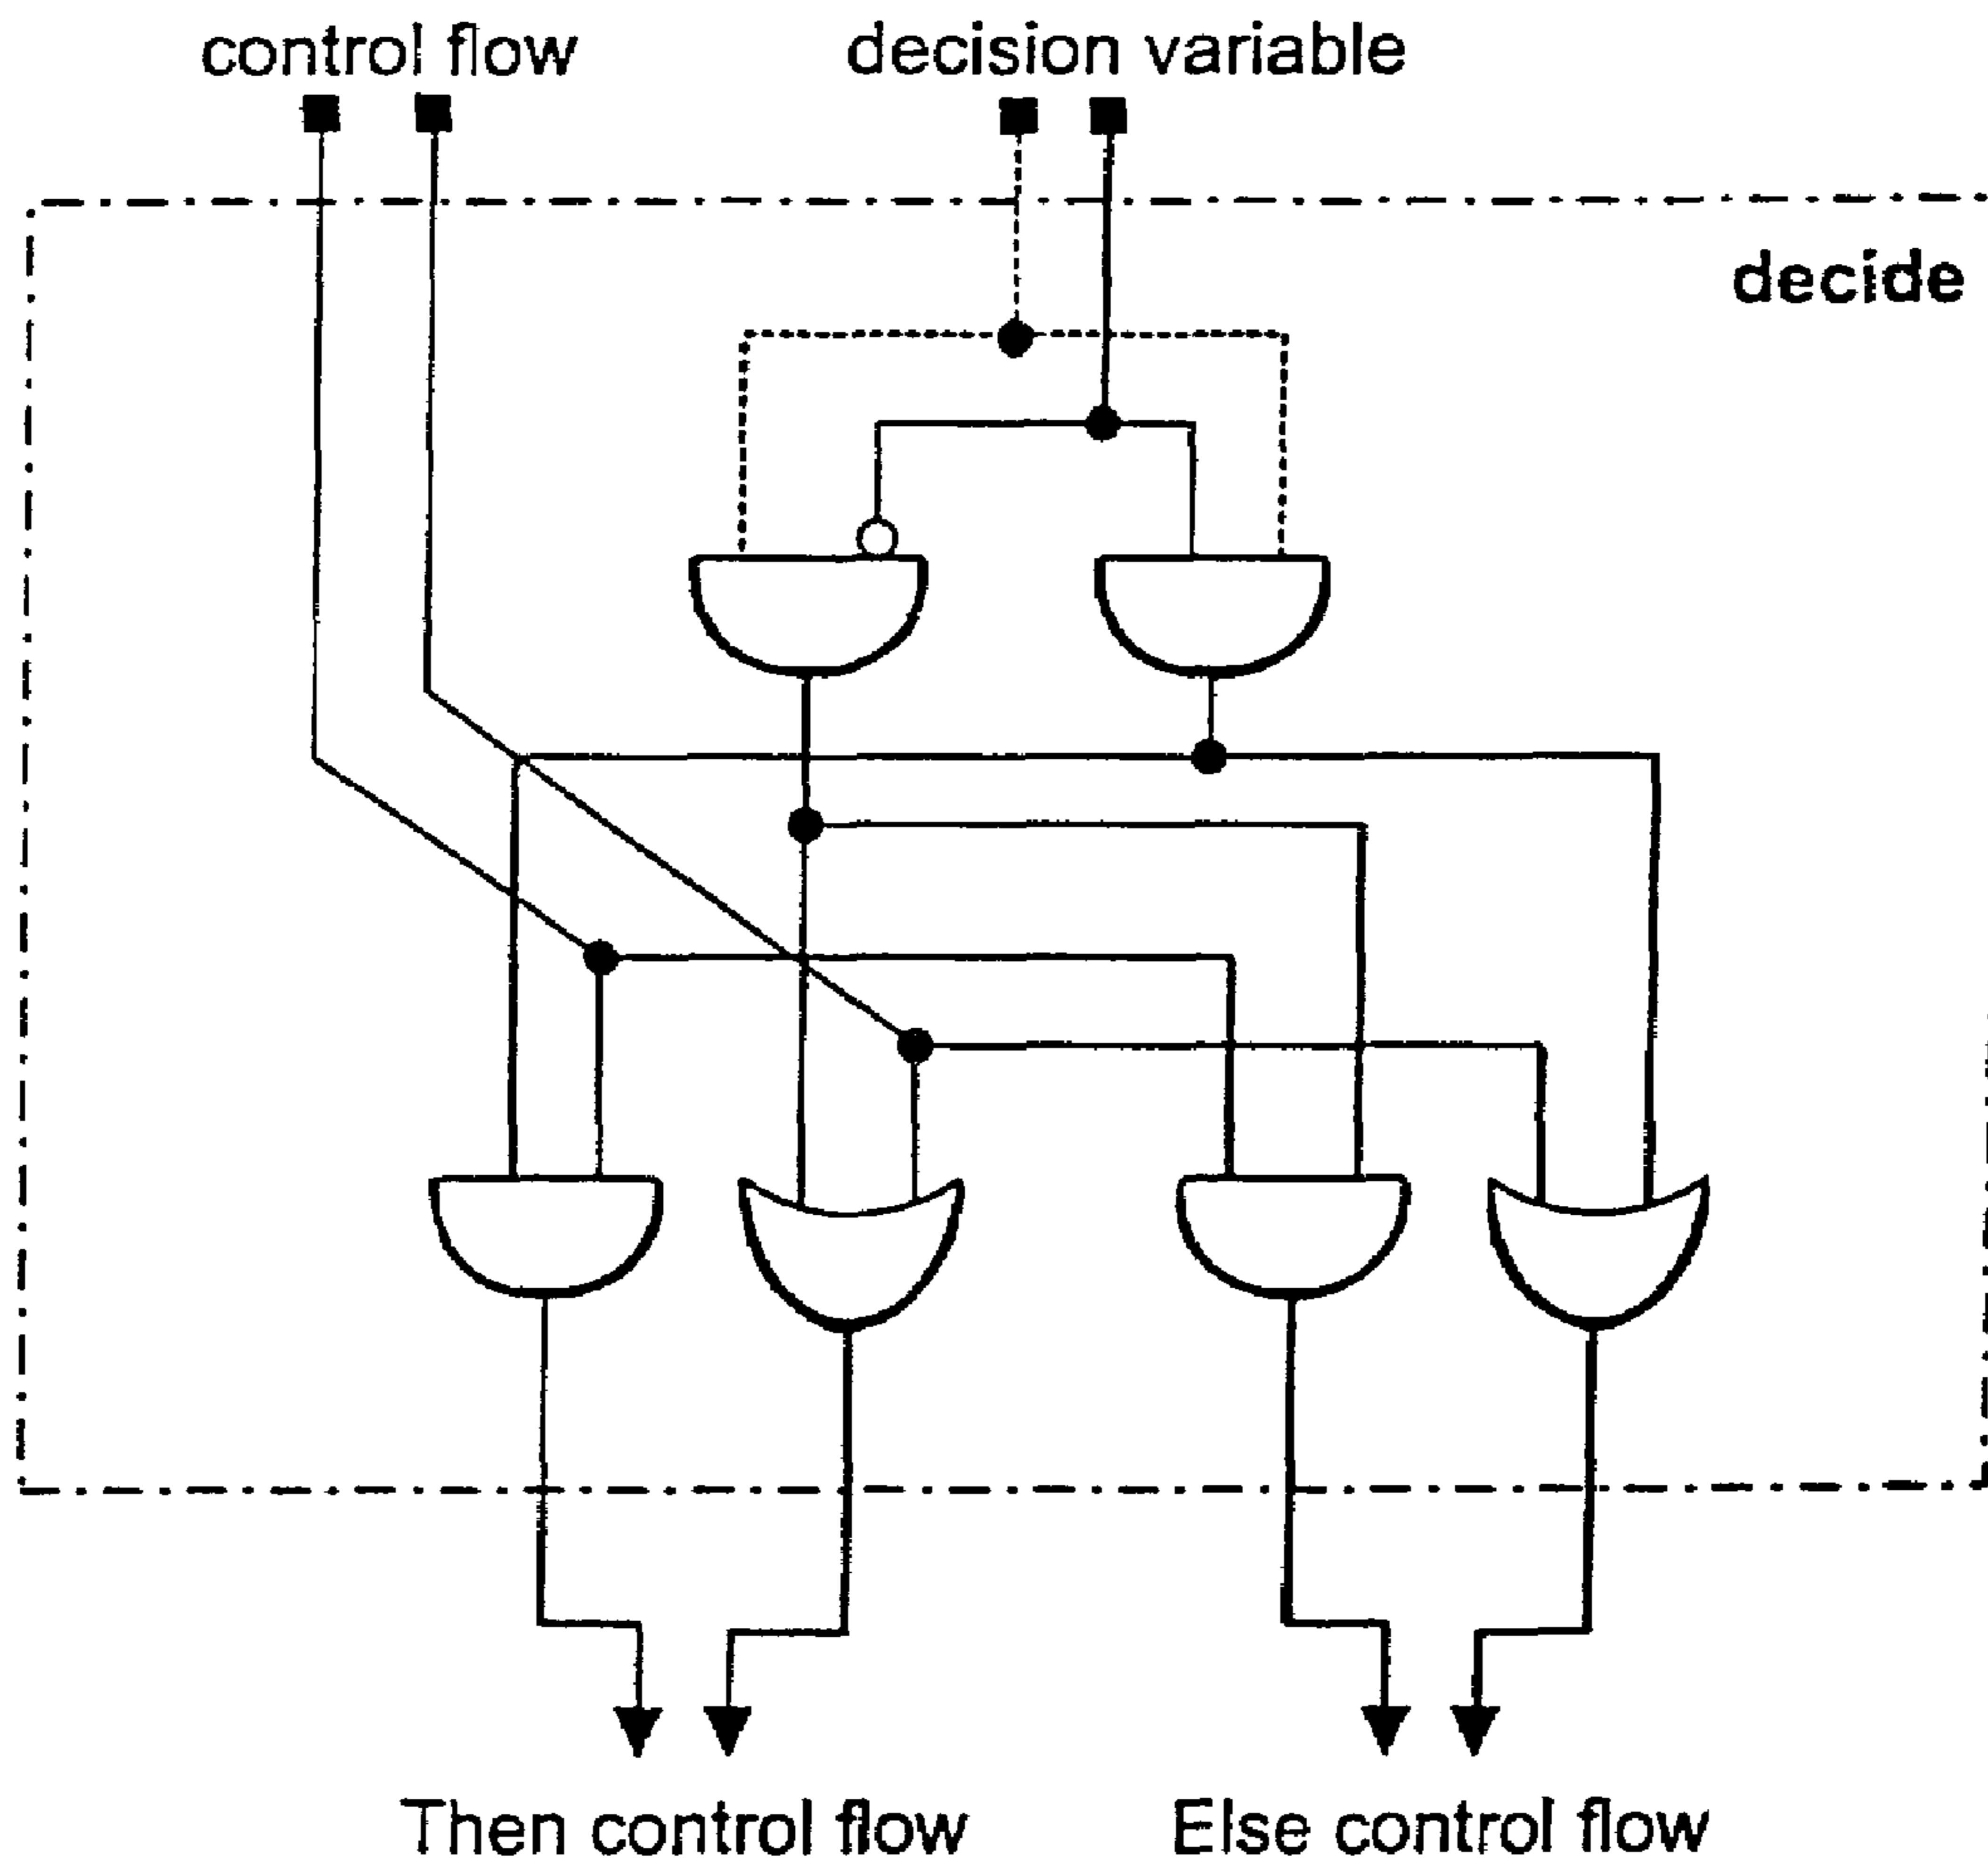 control flow
decision variable
decide
Then control flow
Else control flow